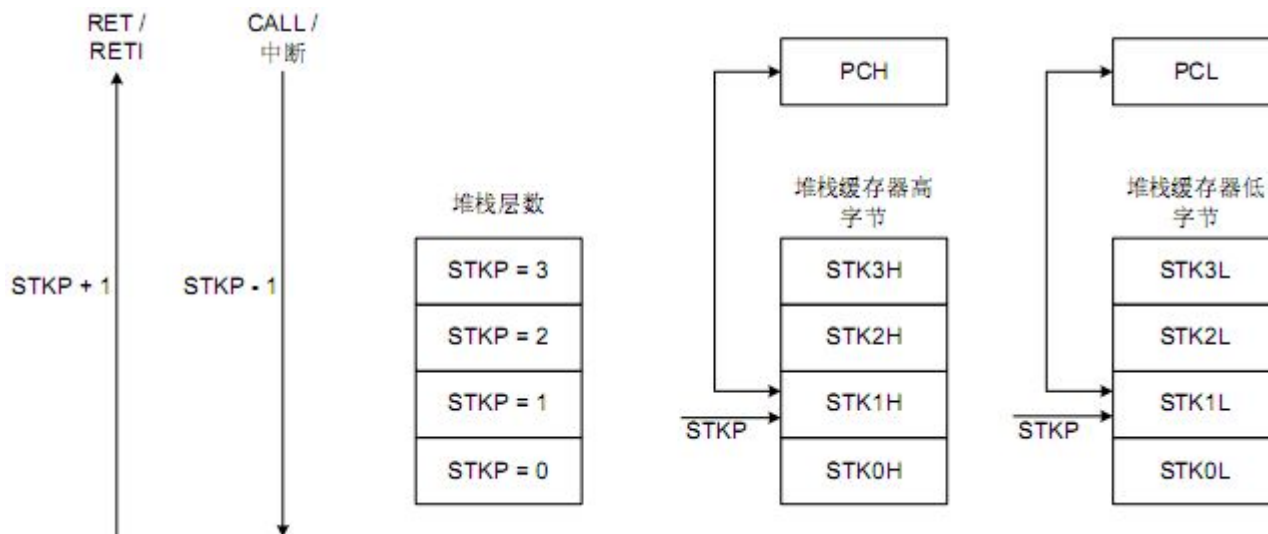 RET /
RETI
CALL /
中断
STKP + 1
STKP - 1
堆栈层数
STKP = 3
STKP = 2
STKP = 1
STKP = 0
PCH
堆栈缓存器高
字节
STK3H
STK2H
STK1H
STK0H
STKP
PCL
堆栈缓存器低
字节
STK3L
STK2L
STK1L
STK0L
STKP